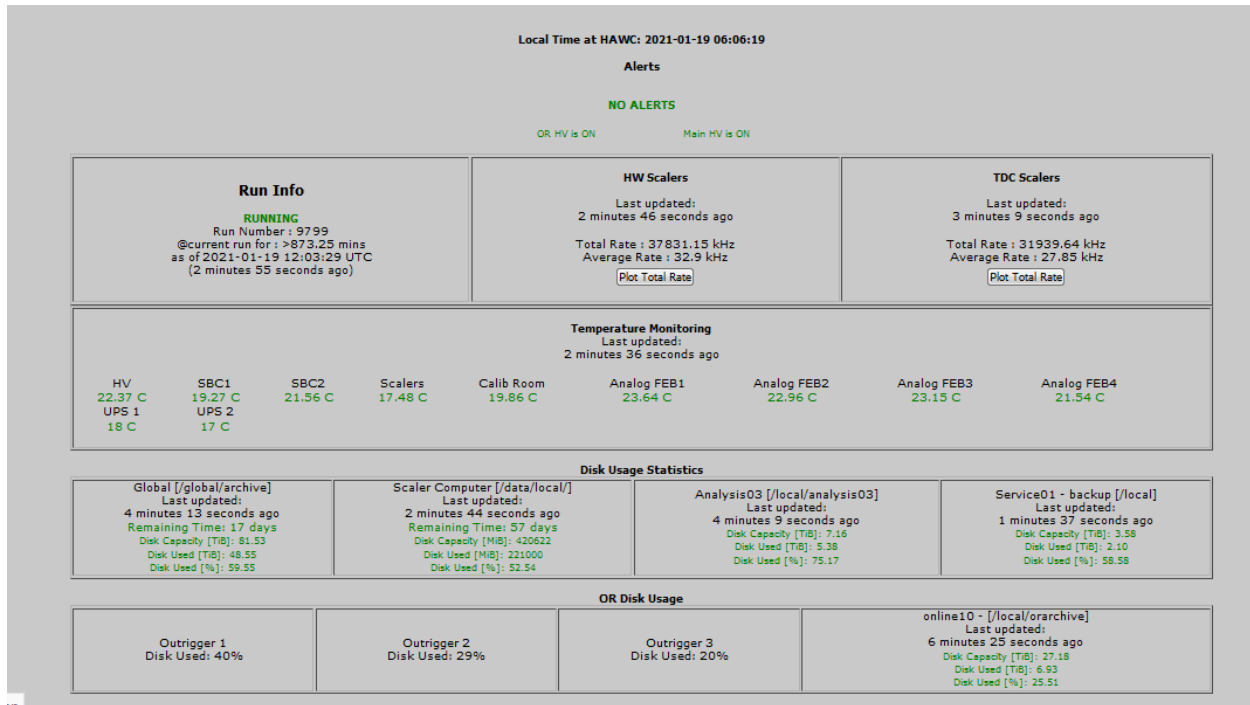 Local Time at HAWC: 2021-01-19 06:06:19
Alerts
NO ALERTS
OR HV is ON
Main HV is ON
Run Info
RUNNING
Run Number : 9799
@current run for : >873.25 mins
as of 2021-01-19 12:03:29 UTC
(2 minutes 55 seconds ago)
HW Scalers
Last updated:
2 minutes 46 seconds ago
Total Rate : 37831.15 kHz
Average Rate : 32.9 kHz
Plot Total Rate
TDC Scalers
Last updated:
3 minutes 9 seconds ago
Total Rate : 31939.64 kHz
Average Rate : 27.85 kHz
Plot Total Rate
Temperature Monitoring
Last updated:
2 minutes 36 seconds ago
HV SBC1 SBC2 Scalers Calib Room Analog FEB1 Analog FEB2 Analog FEB3 Analog FEB4
22.37 C 19.27 C 21.56 C 17.48 C 19.86 C 23.64 C 22.96 C 23.15 C 21.54 C
UPS 1 UPS 2
18 C 17 C
Disk Usage Statistics
Global [/global/archive]
Last updated:
4 minutes 13 seconds ago
Remaining Time: 17 days
Disk Capacity [TiB]: 81.53
Disk Used [TiB]: 48.55
Disk Used [%]: 59.55
Scaler Computer [/data/local/]
Last updated:
2 minutes 44 seconds ago
Remaining Time: 57 days
Disk Capacity [MiB]: 420622
Disk Used [MiB]: 221000
Disk Used [%]: 52.54
Analysis03 [/local/analysis03]
Last updated:
4 minutes 9 seconds ago
Disk Capacity [TiB]: 7.16
Disk Used [TiB]: 5.38
Disk Used [%]: 75.17
Service01 - backup [/local]
Last updated:
1 minutes 37 seconds ago
Disk Capacity [TiB]: 3.58
Disk Used [TiB]: 2.10
Disk Used [%]: 58.58
OR Disk Usage
Outrigger 1
Disk Used: 40%
Outrigger 2
Disk Used: 29%
Outrigger 3
Disk Used: 20%
online10 - [/local/orarchive]
Last updated:
6 minutes 25 seconds ago
Disk Capacity [TiB]: 27.18
Disk Used [TiB]: 6.93
Disk Used [%]: 25.51